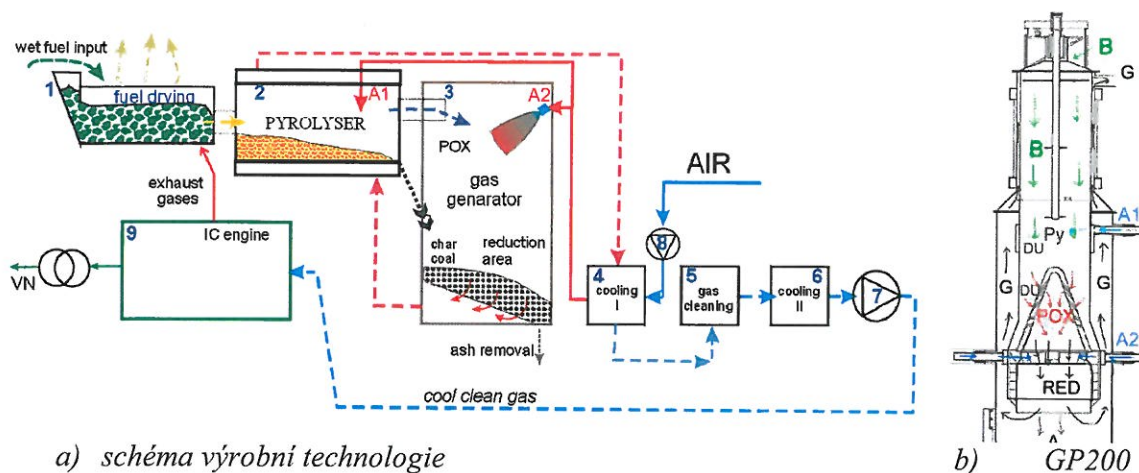 wet fuel input
1
fuel drying
2
A1
PYROLYSER
3
A2
POX
gas
genarator
char
coal
reduction
area
ash removal
exhaust
gases
9
IC engine
VN
AIR
8
4
cooling
I
5
gas
cleaning
6
cooling
II
7
cool clean gas
a) schéma výrobní technologie
B
G
B
A1
Py
DU
G
DU
G
POX
A2
RED
b) GP200